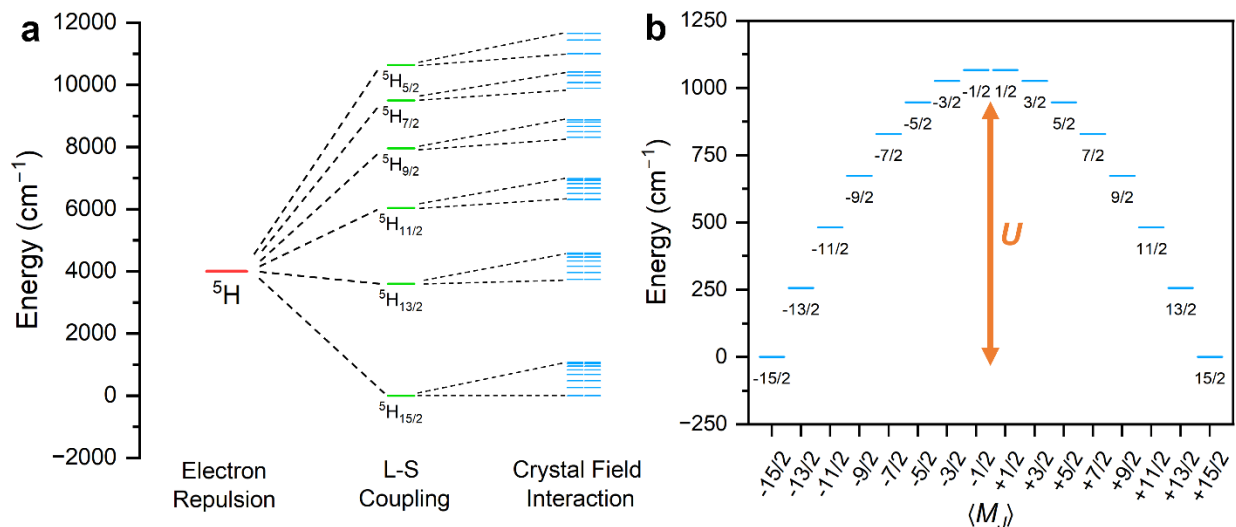 a
Energy (cm⁻¹)
12000
10000
8000
6000
4000
2000
0
−2000
⁵H
⁵H₅/₂
⁵H₇/₂
⁵H₉/₂
⁵H₁₁/₂
⁵H₁₃/₂
⁵H₁₅/₂
Electron
Repulsion
L-S
Coupling
Crystal Field
Interaction
b
Energy (cm⁻¹)
1250
1000
750
500
250
0
−250
-1/2 1/2
-3/2 3/2
-5/2 5/2
-7/2 7/2
-9/2 9/2
-11/2 11/2
-13/2 13/2
-15/2 15/2
U
-15/2 -13/2 -11/2 -9/2 -7/2 -5/2 -3/2 -1/2 +1/2 +3/2 +5/2 +7/2 +9/2 +11/2 +13/2 +15/2
⟨M_J⟩